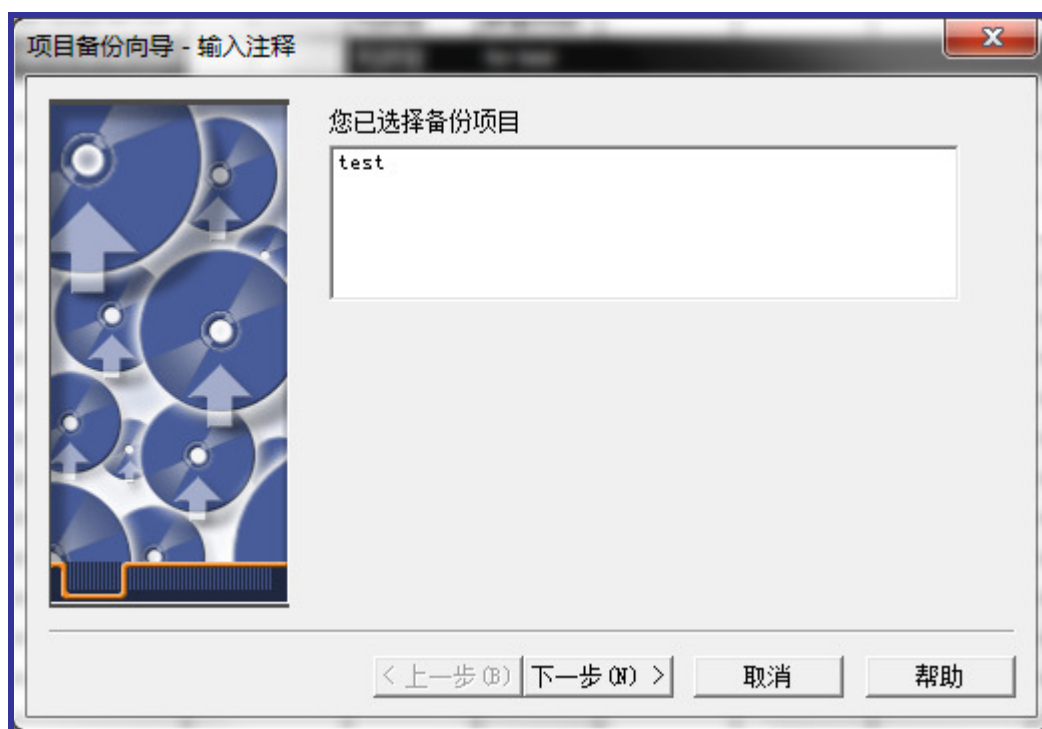 项目备份向导 - 输入注释
您已选择备份项目
test
< 上一步(B)
下一步(N) >
取消
帮助